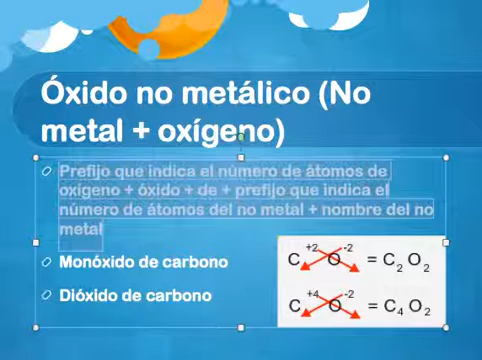 Óxido no metálico (No
metal + oxígeno)
Prefijo que indica el número de átomos de
oxígeno + óxido + de + prefijo que indica el
número de átomos del no metal + nombre del no
metal
Monóxido de carbono
Dióxido de carbono
C+2 O-2 = C2 O2
C+4 O-2 = C4 O2